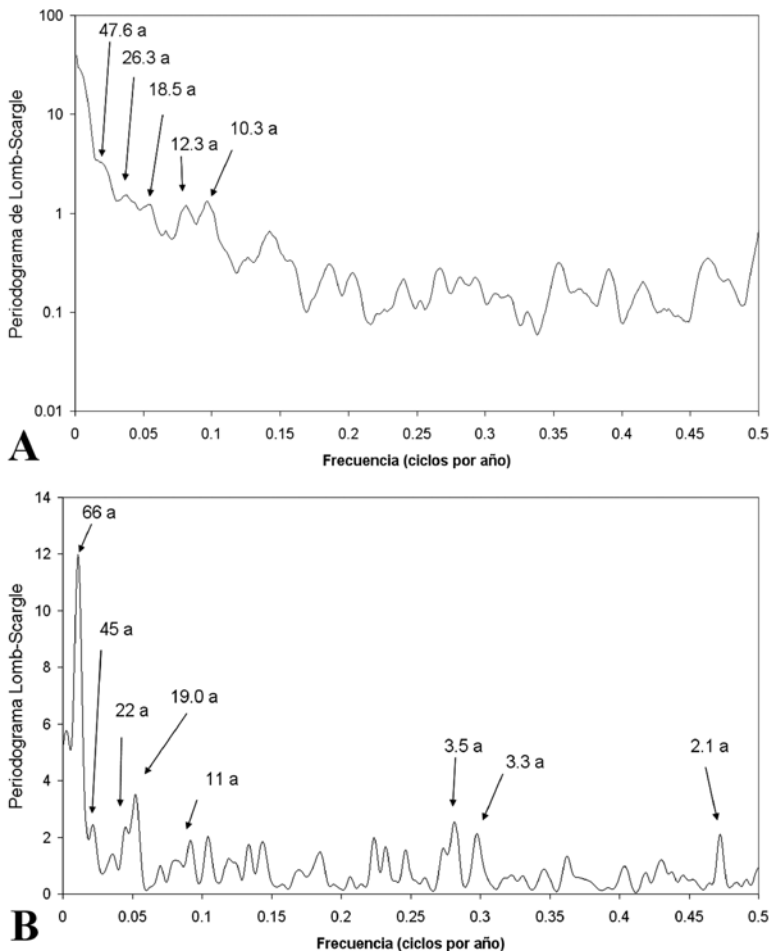 100
10
1
0.1
0.01
Periodograma de Lomb-Scargle
47.6 a
26.3 a
18.5 a
12.3 a
10.3 a
0 0.05 0.1 0.15 0.2 0.25 0.3 0.35 0.4 0.45 0.5
Frecuencia (ciclos por año)
A
14
12
10
8
6
4
2
0
Periodograma Lomb-Scargle
66 a
45 a
22 a
19.0 a
11 a
3.5 a
3.3 a
2.1 a
0 0.05 0.1 0.15 0.2 0.25 0.3 0.35 0.4 0.45 0.5
Frecuencia (ciclos por año)
B